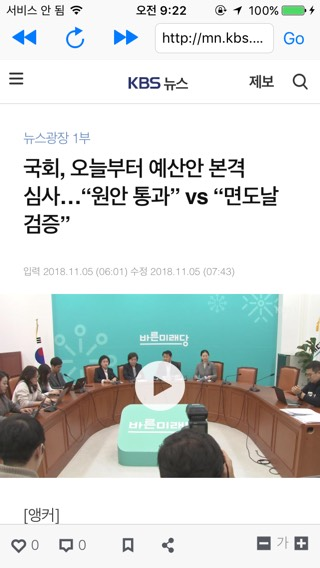 서비스 안 됨 오전 9:22 100%
http://mn.kbs.... Go
KBS 뉴스 제보
뉴스광장 1부
국회, 오늘부터 예산안 본격
심사…“원안 통과” vs “면도날
검증”
입력 2018.11.05 (06:01) 수정 2018.11.05 (07:43)
바른미래당
바른미래당
[앵커]
0 0 가